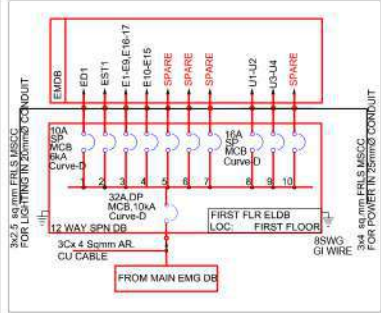 EMDB
ED1
EST1
E1-E9,E16-17
E10-E15
SPARE
SPARE
SPARE
U1-U2
U3-U4
SPARE
3x2.5 sq.mm FRLS MSCC
FOR LIGHTING IN 20mmØ CONDUIT
10A
SP
MCB
6kA
Curve-D
16A
SP
MCB
Curve-D
3x4 sq.mm FRLS MSCC
FOR POWER IN 25mmØ CONDUIT
1 2 3 4 5 6 7 8 9 10
32A,DP
MCB,10kA
Curve-D
12 WAY SPN DB
FIRST FLR ELDB
LOC: FIRST FLOOR
3Cx 4 Sqmm AR.
CU CABLE
8SWG
GI WIRE
FROM MAIN EMG DB